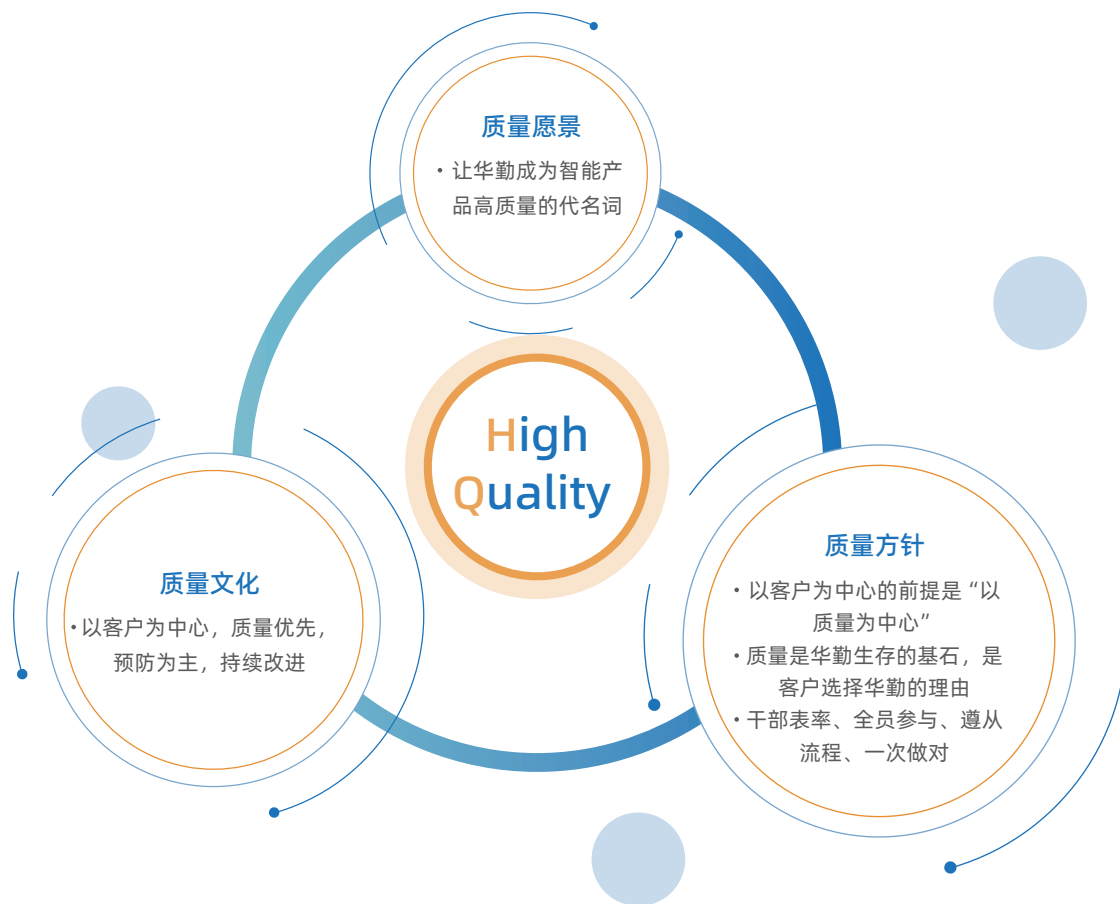 质量愿景
• 让华勤成为智能产
品高质量的代名词
High
Quality
质量文化
• 以客户为中心，质量优先，
预防为主，持续改进
质量方针
• 以客户为中心的前提是“以
质量为中心”
• 质量是华勤生存的基石，是
客户选择华勤的理由
• 干部表率、全员参与、遵从
流程、一次做对